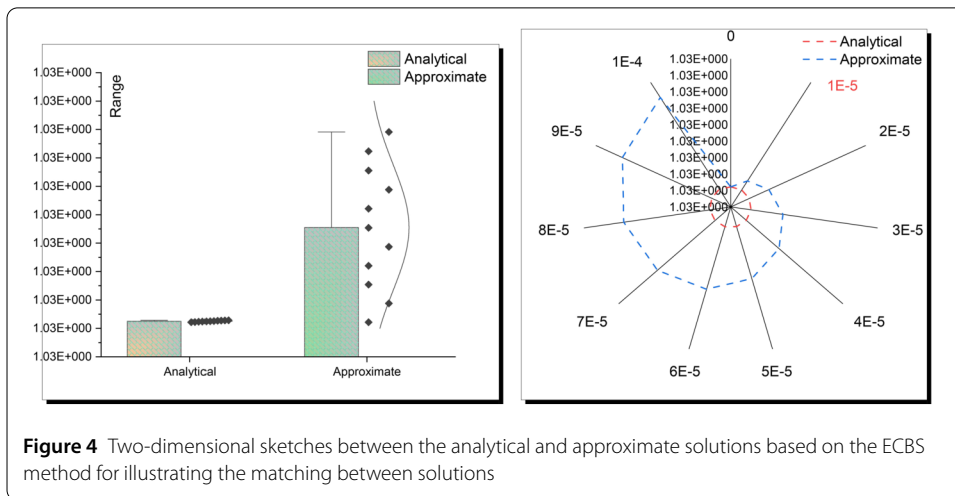 Analytical
Approximate
Range
1.03E+000
1.03E+000
1.03E+000
1.03E+000
1.03E+000
1.03E+000
1.03E+000
1.03E+000
1.03E+000
1.03E+000
1.03E+000
Analytical
Approximate
0
Analytical
Approximate
1E-5
2E-5
3E-5
4E-5
5E-5
6E-5
7E-5
8E-5
9E-5
1E-4
1.03E+000
1.03E+000
1.03E+000
1.03E+000
1.03E+000
1.03E+000
1.03E+000
1.03E+000
1.03E+000
1.03E+000
Figure 4 Two-dimensional sketches between the analytical and approximate solutions based on the ECBS
method for illustrating the matching between solutions